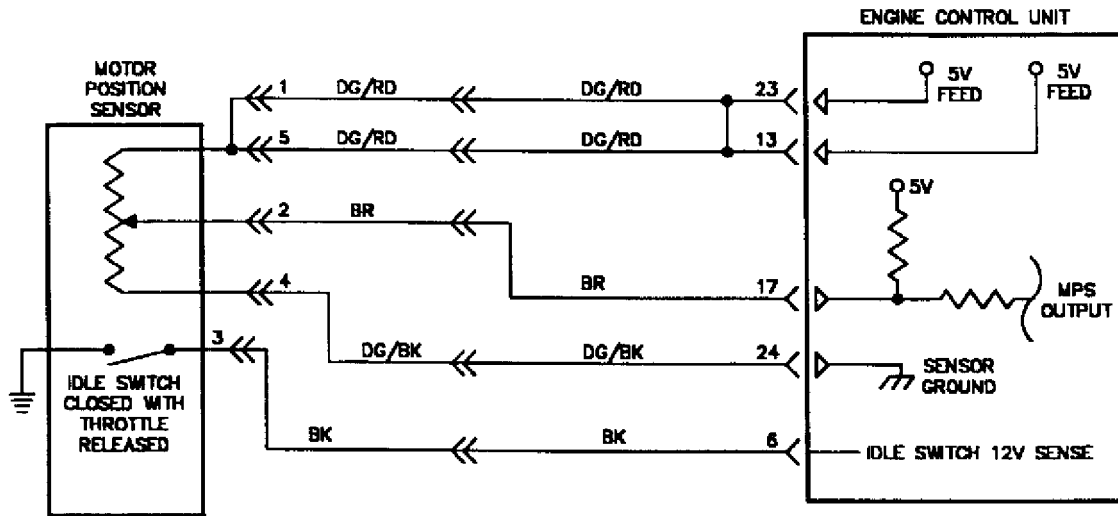 ENGINE CONTROL UNIT
MOTOR
POSITION
SENSOR
1
DG/RD
DG/RD
23
5V
FEED
5V
FEED
5
DG/RD
DG/RD
13
2
BR
5V
4
BR
17
MPS
OUTPUT
3
DG/BK
DG/BK
24
SENSOR
GROUND
IDLE SWITCH
CLOSED WITH
THROTTLE
RELEASED
BK
BK
6
IDLE SWITCH 12V SENSE